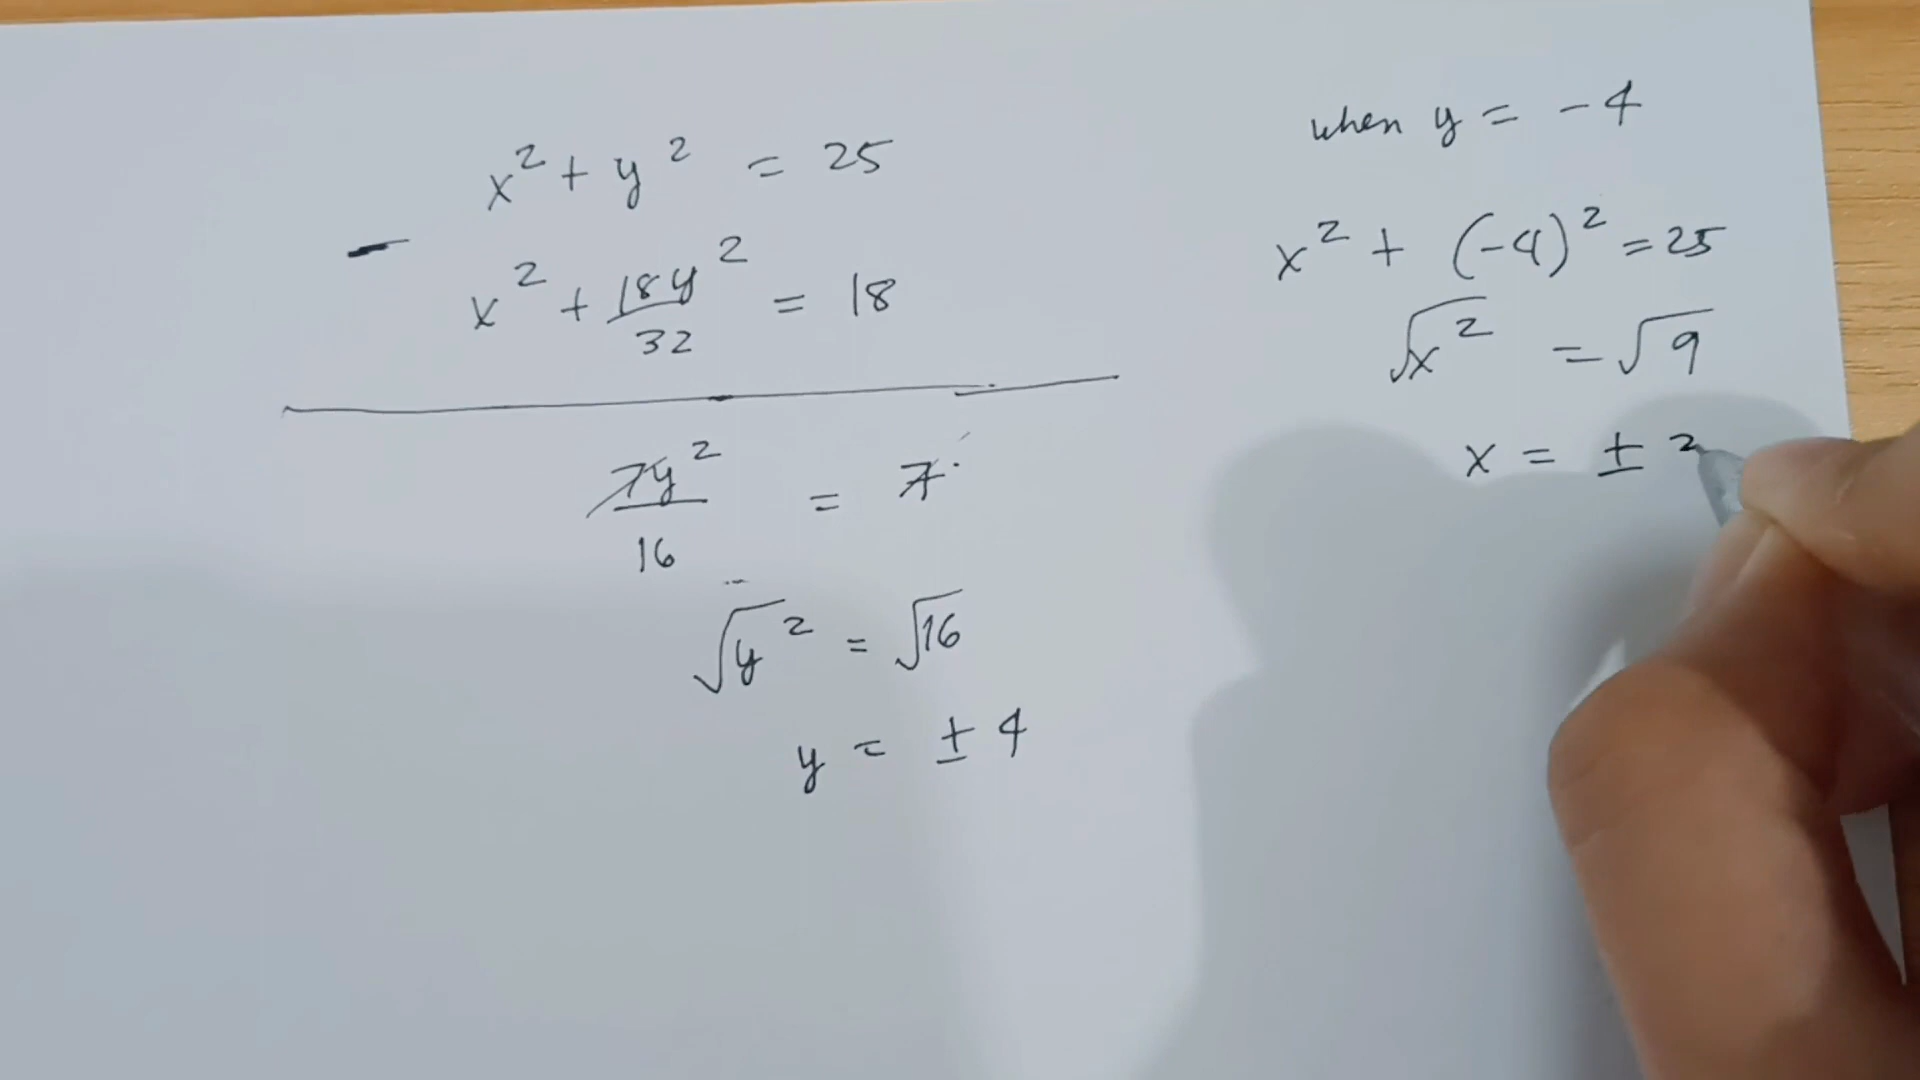 x² + y² = 25
− x² + 18y²/32 = 18
7y²/16 = 7
√y² = √16
y = ± 4
when y = -4
x² + (-4)² = 25
√x² = √9
x = ±